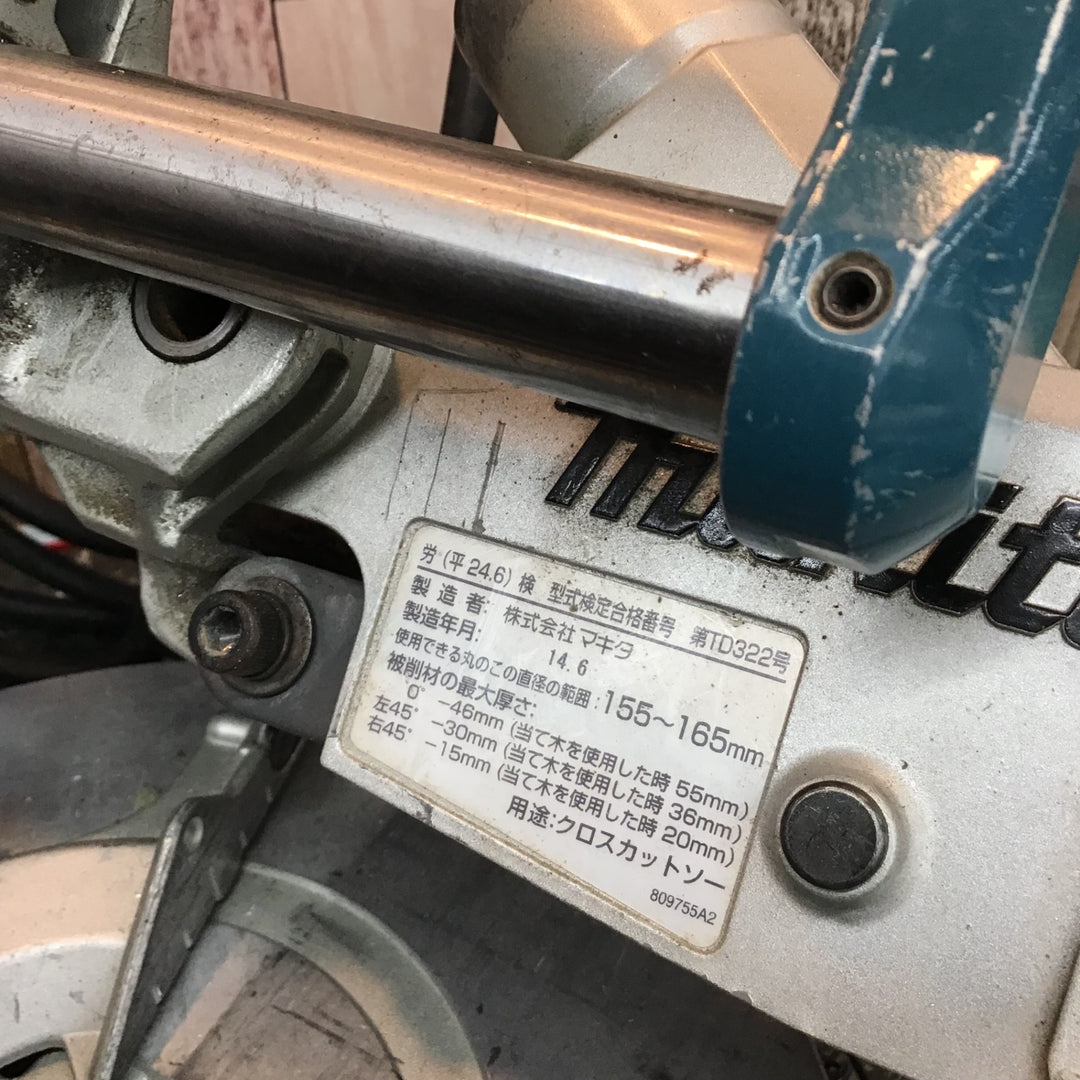 makita
労(平24.6)検 型式検定合格番号 第TD322号
製造者: 株式会社 マキタ
製造年月: 14.6
使用できる丸のこの直径の範囲:155〜165mm
被削材の最大厚さ:
0° -46mm (当て木を使用した時 55mm)
左45° -30mm (当て木を使用した時 36mm)
右45° -15mm (当て木を使用した時 20mm)
用途:クロスカットソー
809755A2